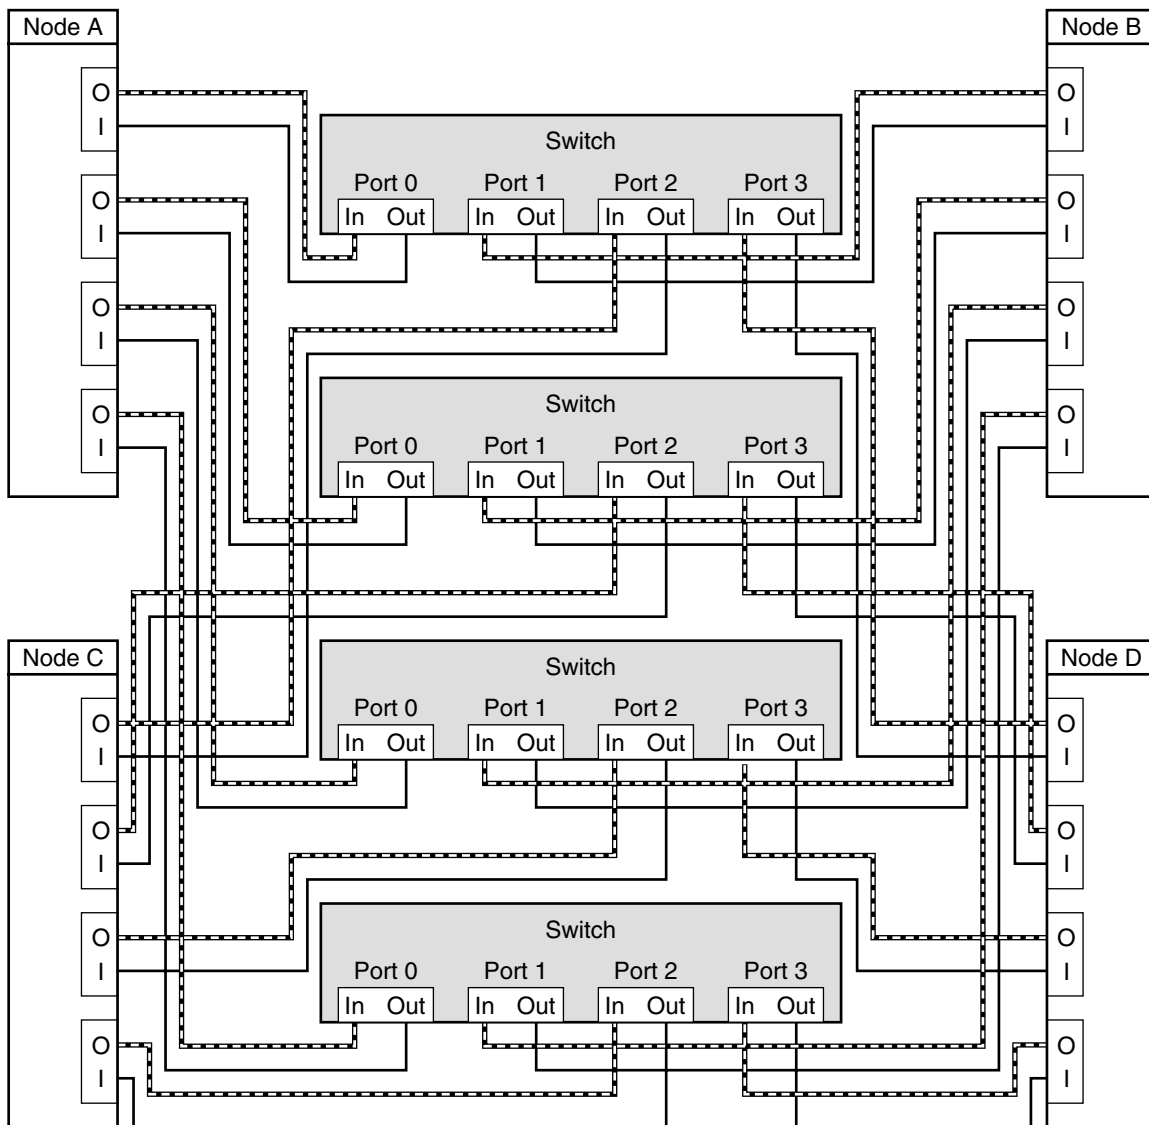 Node A
O
I
O
I
O
I
O
I
Node B
O
I
O
I
O
I
O
I
Switch
Port 0 Port 1 Port 2 Port 3
In Out In Out In Out In Out
Switch
Port 0 Port 1 Port 2 Port 3
In Out In Out In Out In Out
Node C
O
I
O
I
O
I
O
I
Node D
O
I
O
I
O
I
O
I
Switch
Port 0 Port 1 Port 2 Port 3
In Out In Out In Out In Out
Switch
Port 0 Port 1 Port 2 Port 3
In Out In Out In Out In Out